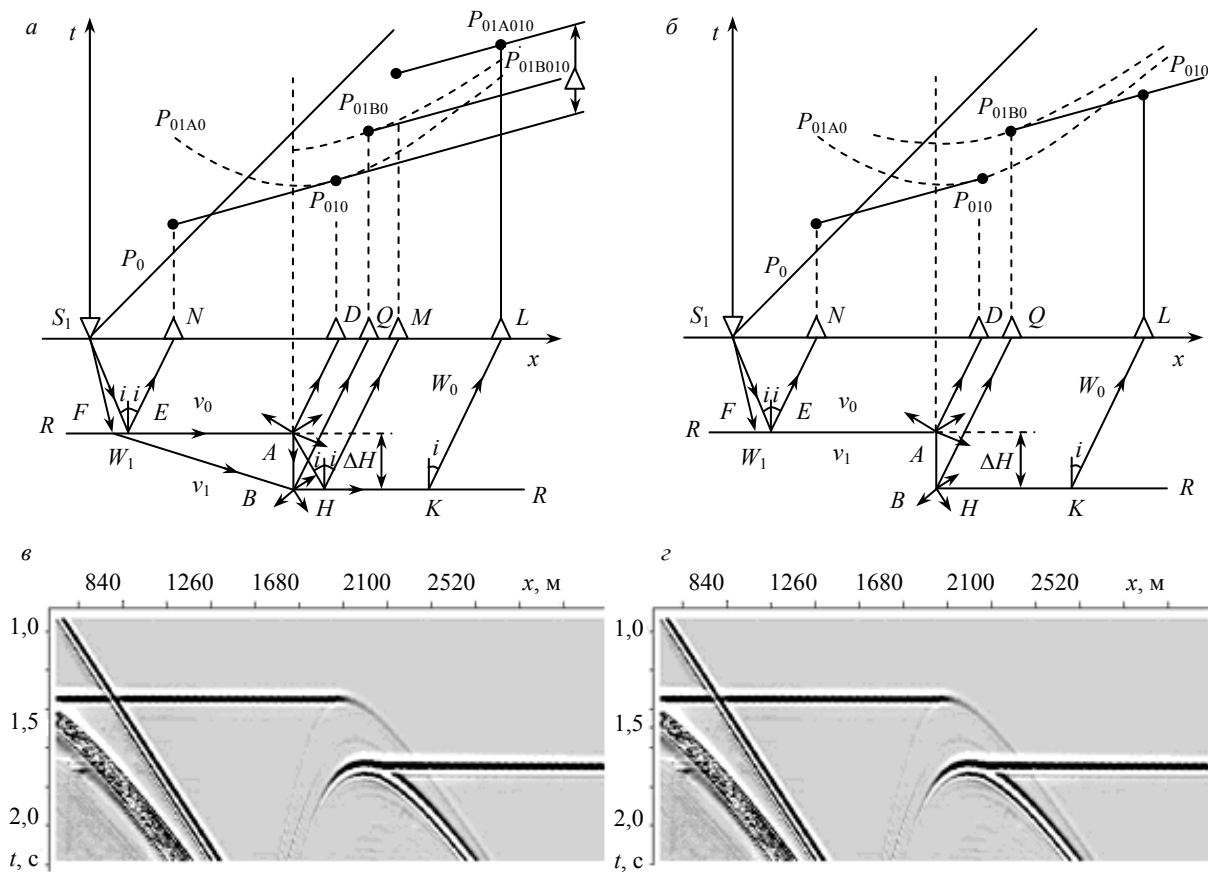 а
t
P01A010
P01B010
P01B0
P01A0
P010
P0
S1
N
D
Q
M
L
x
F
i
i
E
v0
W0
R
W1
A
i
i
ΔH
i
v1
B
H
K
R
б
t
P010
P01B0
P01A0
P010
P0
S1
N
D
Q
L
x
F
i
i
E
v0
W0
R
W1
v1
A
ΔH
i
B
H
K
R
в
840 1260 1680 2100 2520 x, м
1,0
1,5
2,0
t, с
г
840 1260 1680 2100 2520 x, м
1,0
1,5
2,0
t, с